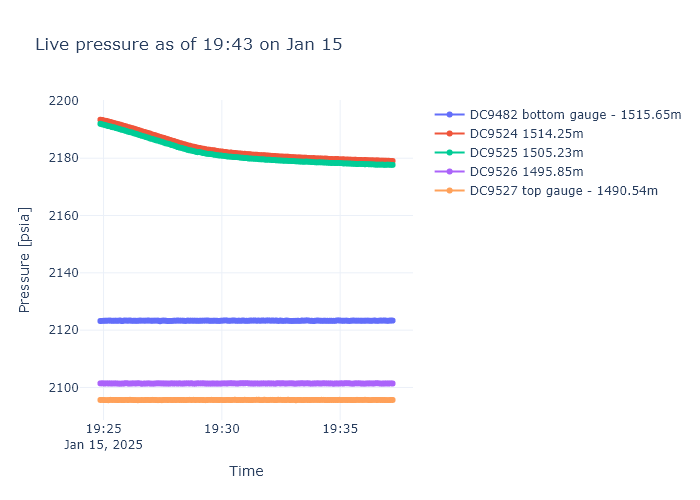 Live pressure as of 19:43 on Jan 15
2200
2180
2160
2140
2120
2100
Pressure [psia]
19:25
19:30
19:35
Jan 15, 2025
Time
DC9482 bottom gauge - 1515.65m
DC9524 1514.25m
DC9525 1505.23m
DC9526 1495.85m
DC9527 top gauge - 1490.54m